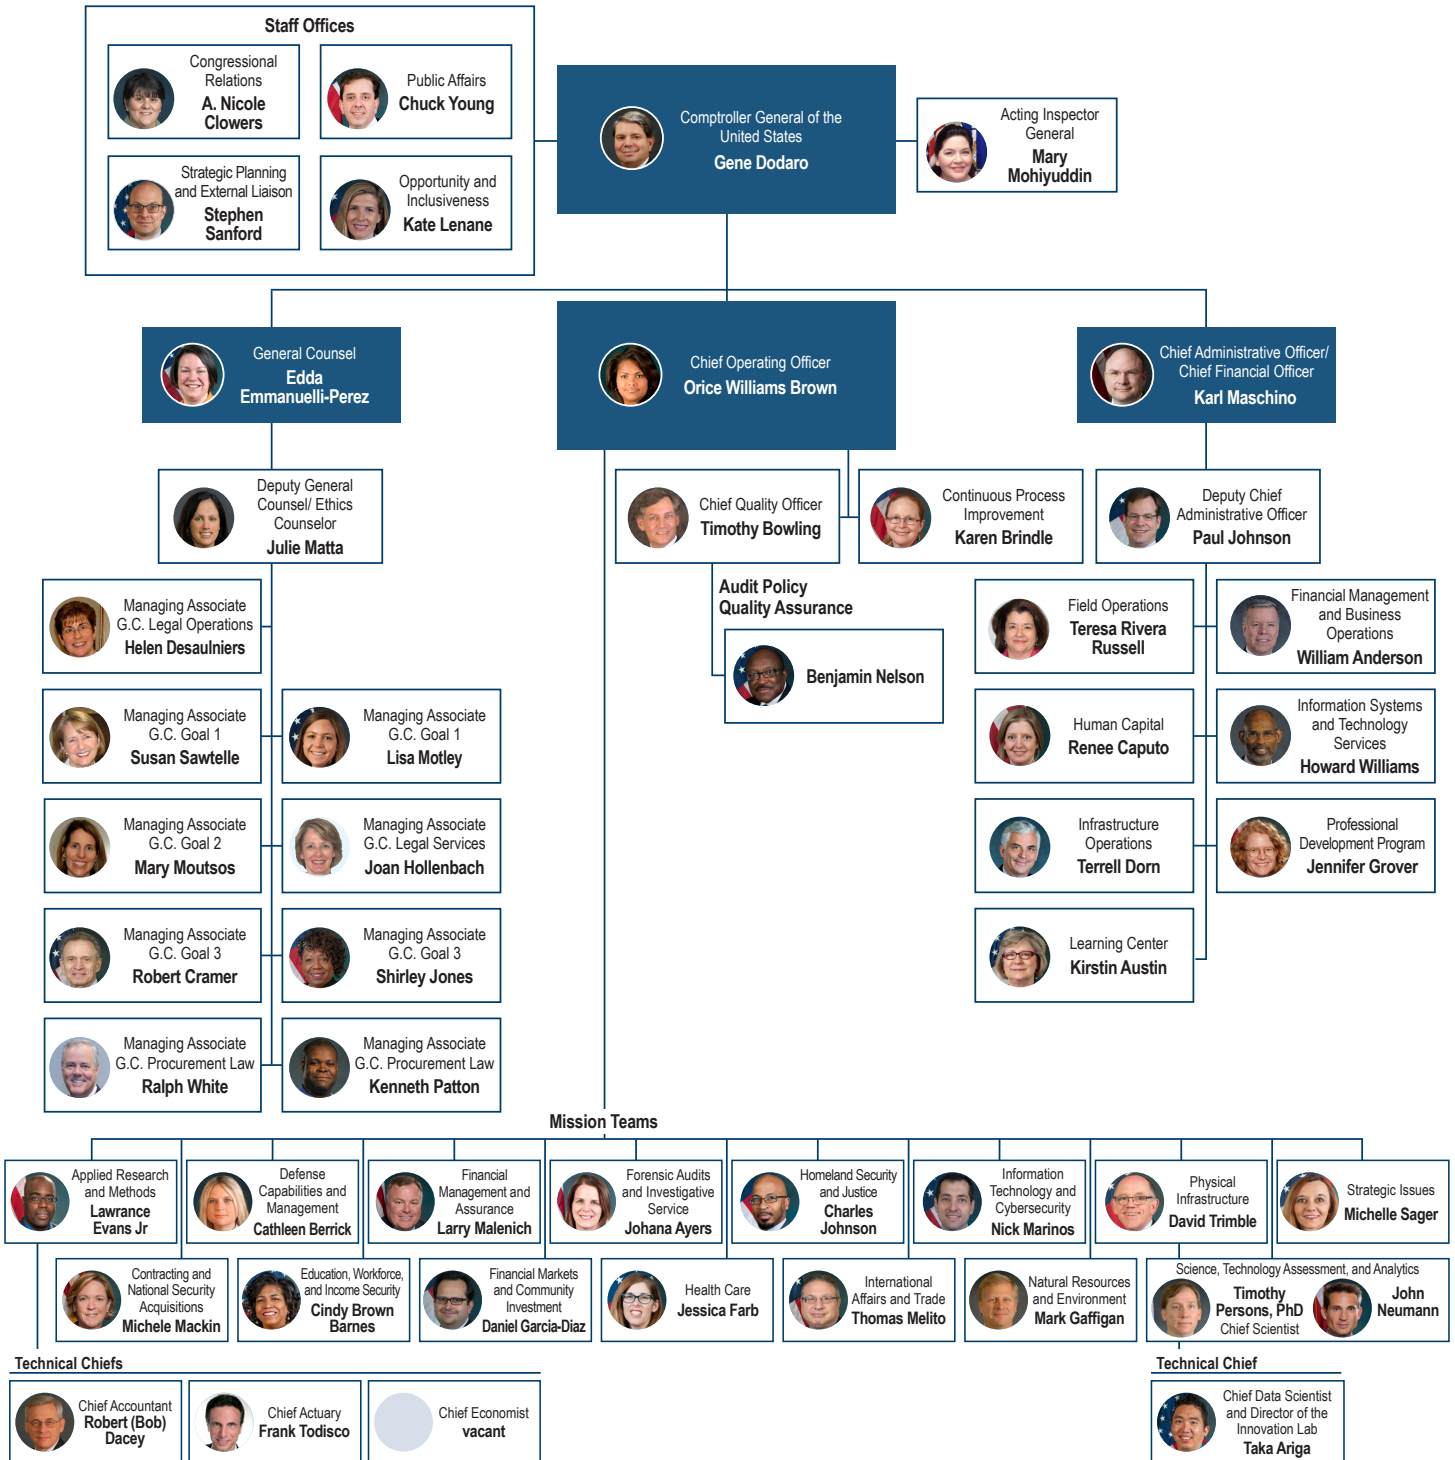 Staff Offices
Congressional
Relations
A. Nicole
Clowers
Public Affairs
Chuck Young
Strategic Planning
and External Liaison
Stephen
Sanford
Opportunity and
Inclusiveness
Kate Lenane
Comptroller General of the
United States
Gene Dodaro
Acting Inspector
General
Mary
Mohiyuddin
General Counsel
Edda
Emmanuelli-Perez
Chief Operating Officer
Orice Williams Brown
Chief Administrative Officer/
Chief Financial Officer
Karl Maschino
Deputy General
Counsel/ Ethics
Counselor
Julie Matta
Chief Quality Officer
Timothy Bowling
Continuous Process
Improvement
Karen Brindle
Deputy Chief
Administrative Officer
Paul Johnson
Managing Associate
G.C. Legal Operations
Helen Desaulniers
Managing Associate
G.C. Goal 1
Susan Sawtelle
Managing Associate
G.C. Goal 1
Lisa Motley
Managing Associate
G.C. Goal 2
Mary Moutsos
Managing Associate
G.C. Legal Services
Joan Hollenbach
Managing Associate
G.C. Goal 3
Robert Cramer
Managing Associate
G.C. Goal 3
Shirley Jones
Managing Associate
G.C. Procurement Law
Ralph White
Managing Associate
G.C. Procurement Law
Kenneth Patton
Audit Policy
Quality Assurance
Benjamin Nelson
Field Operations
Teresa Rivera
Russell
Financial Management
and Business
Operations
William Anderson
Human Capital
Renee Caputo
Information Systems
and Technology
Services
Howard Williams
Infrastructure
Operations
Terrell Dorn
Professional
Development Program
Jennifer Grover
Learning Center
Kirstin Austin
Mission Teams
Applied Research
and Methods
Lawrance
Evans Jr
Defense
Capabilities and
Management
Cathleen Berrick
Financial
Management and
Assurance
Larry Malenich
Forensic Audits
and Investigative
Service
Johana Ayers
Homeland Security
and Justice
Charles
Johnson
Information
Technology and
Cybersecurity
Nick Marinos
Physical
Infrastructure
David Trimble
Strategic Issues
Michelle Sager
Contracting and
National Security
Acquisitions
Michele Mackin
Education, Workforce,
and Income Security
Cindy Brown
Barnes
Financial Markets
and Community
Investment
Daniel Garcia-Diaz
Health Care
Jessica Farb
International
Affairs and Trade
Thomas Melito
Natural Resources
and Environment
Mark Gaffigan
Science, Technology Assessment, and Analytics
Timothy
Persons, PhD
Chief Scientist
John
Neumann
Technical Chiefs
Chief Accountant
Robert (Bob)
Dacey
Chief Actuary
Frank Todisco
Chief Economist
vacant
Technical Chief
Chief Data Scientist
and Director of the
Innovation Lab
Taka Ariga